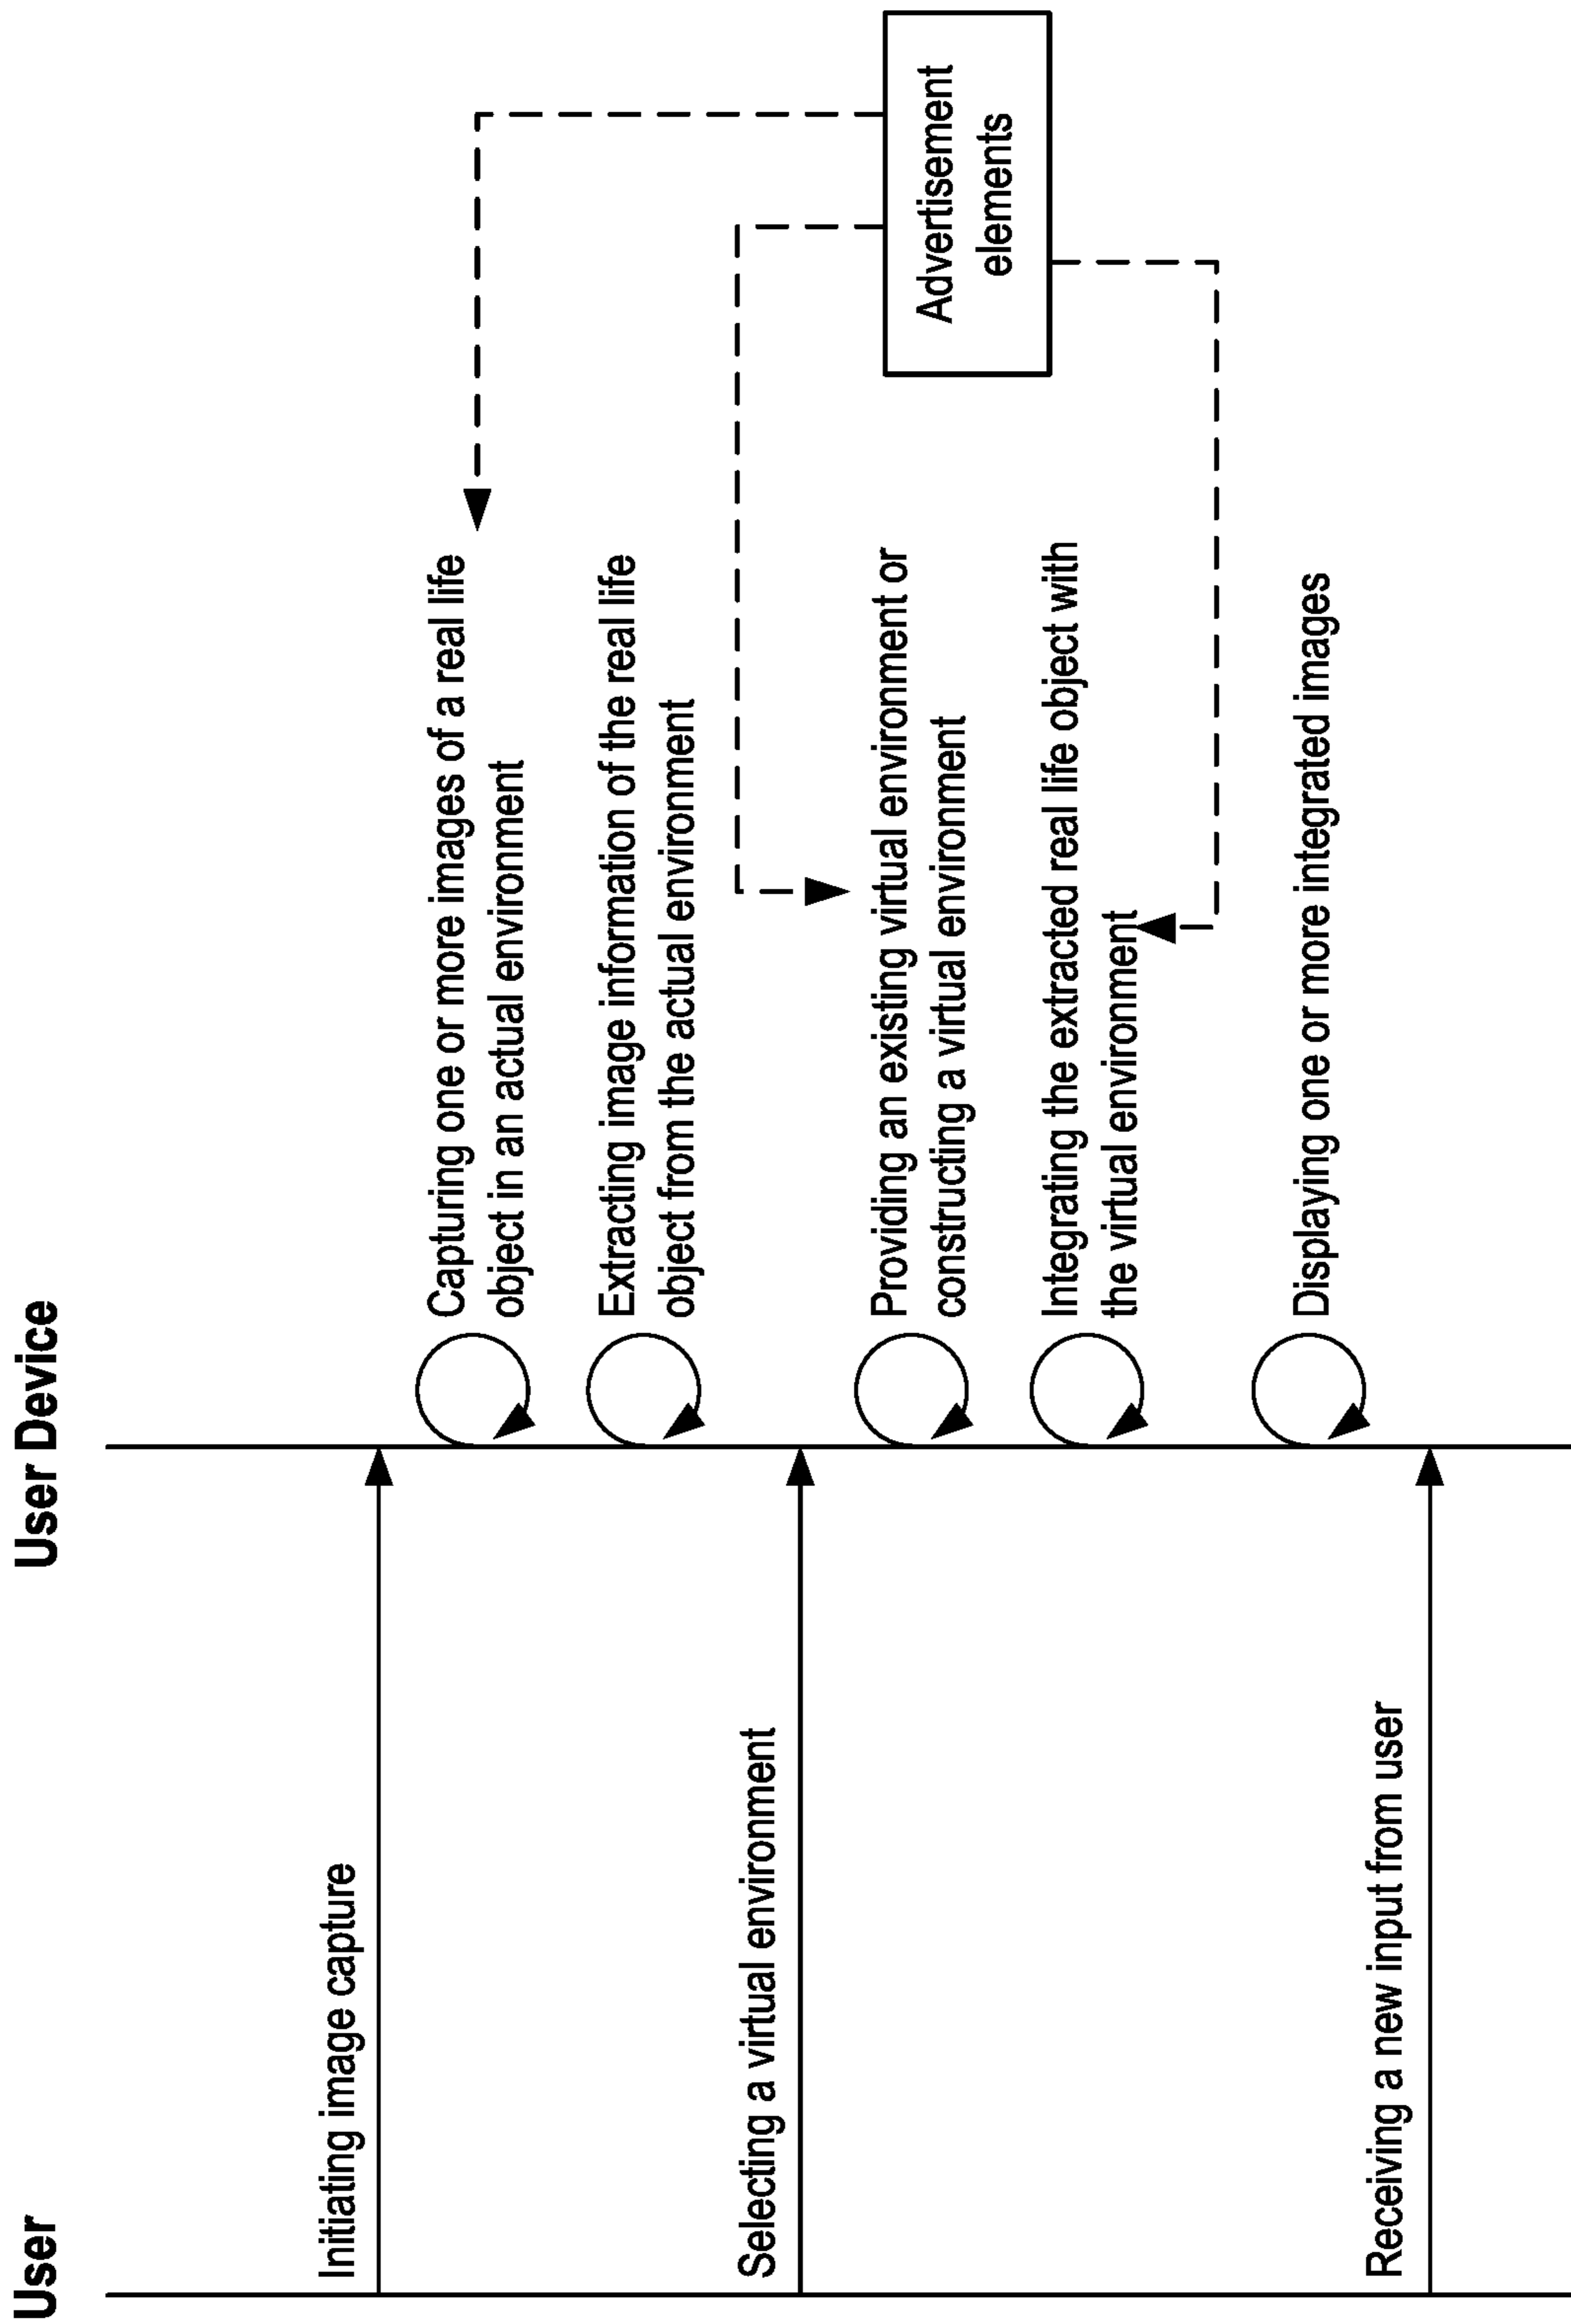 User
User Device
Initiating image capture
Capturing one or more images of a real life
object in an actual environment
Extracting image information of the real life
object from the actual environment
Selecting a virtual environment
Providing an existing virtual environment or
constructing a virtual environment
Advertisement
elements
Integrating the extracted real life object with
the virtual environment
Displaying one or more integrated images
Receiving a new input from user